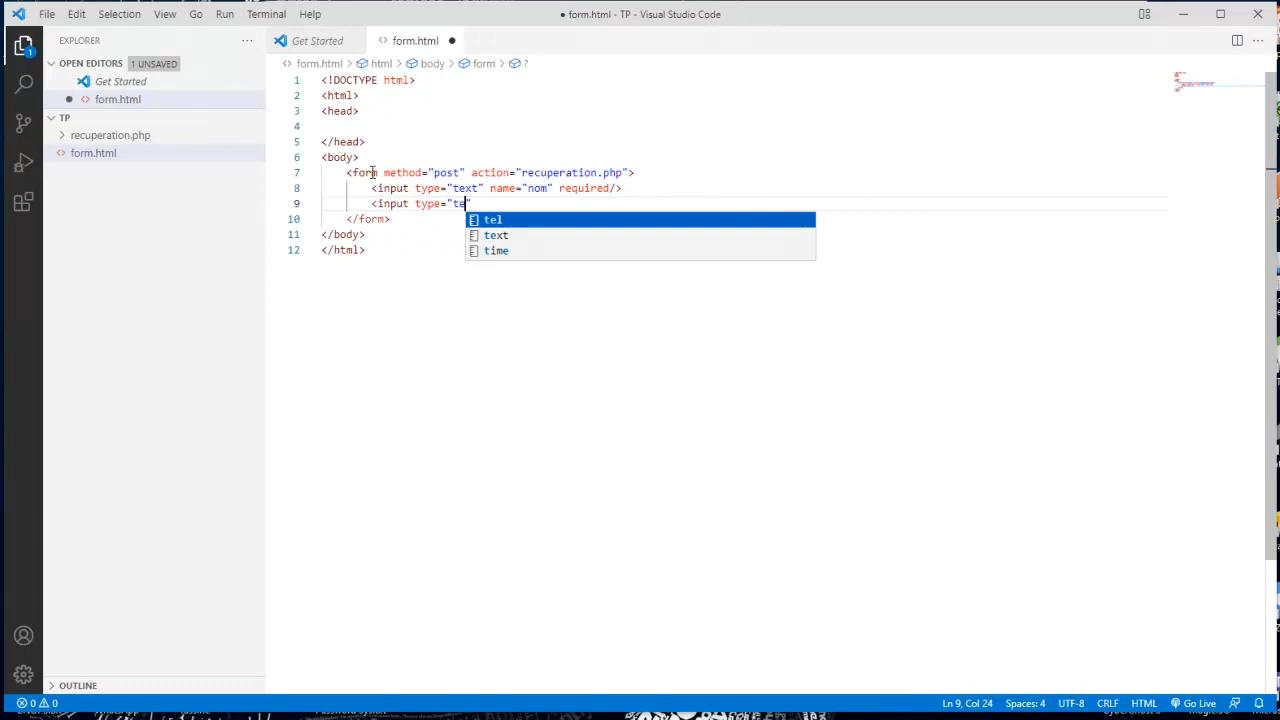 File Edit Selection View Go Run Terminal Help
● form.html - TP - Visual Studio Code
EXPLORER
OPEN EDITORS 1 UNSAVED
Get Started
form.html
TP
recuperation.php
form.html
OUTLINE
Get Started
form.html
form.html > html > body > form > ?
1 <!DOCTYPE html>
2 <html>
3 <head>
4
5 </head>
6 <body>
7 <form method="post" action="recuperation.php">
8 <input type="text" name="nom" required/>
9 <input type="te"
10 </form>
11 </body>
12 </html>
tel
text
time
0 0
Ln 9, Col 24 Spaces: 4 UTF-8 CRLF HTML Go Live